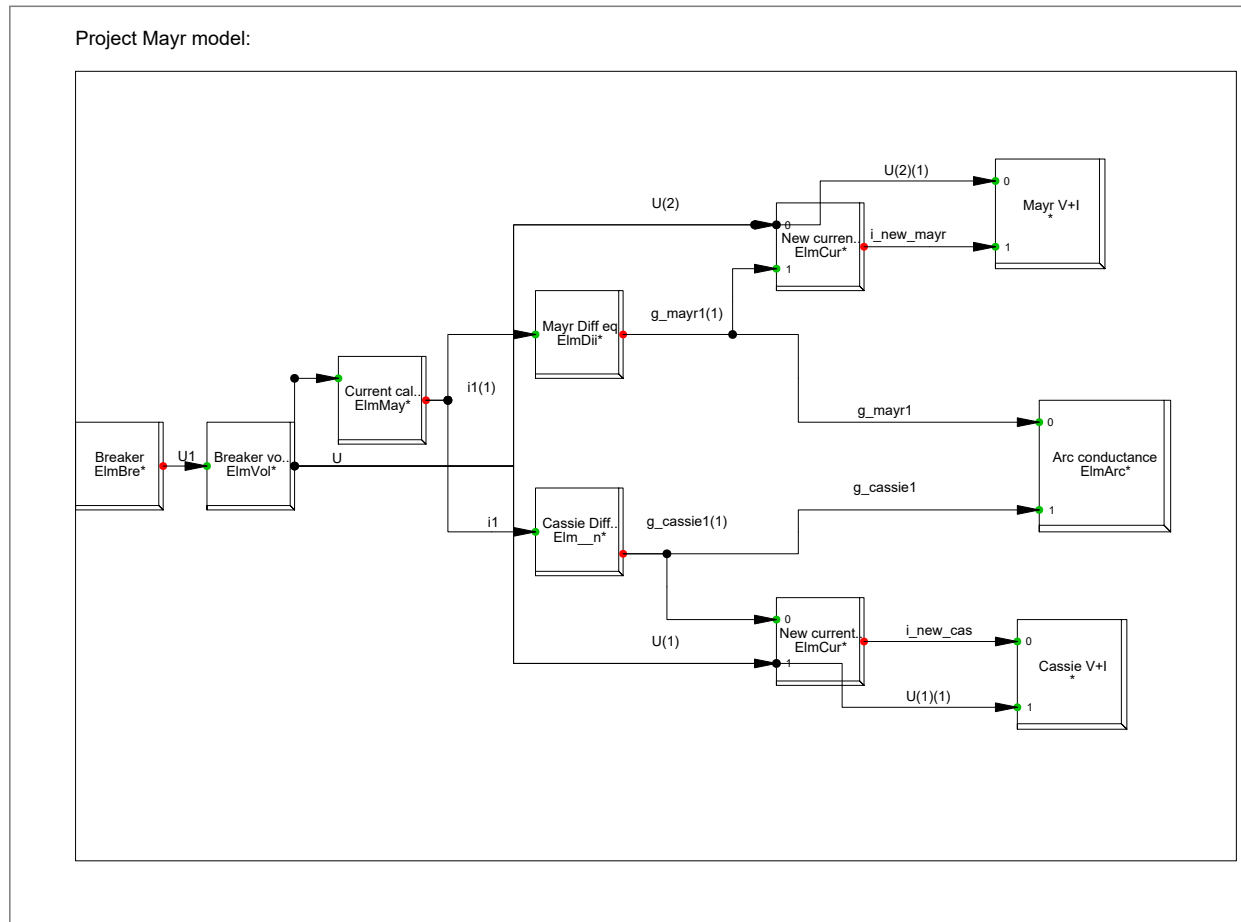 Project Mayr model:
U(2)(1)
0
Mayr V+I
*
1
U(2)
0
New curren..
ElmCur*
1
i_new_mayr
Mayr Diff eq
ElmDii*
g_mayr1(1)
Current cal..
ElmMay*
i1(1)
g_mayr1
0
Arc conductance
ElmArc*
1
Breaker
ElmBre*
U1
Breaker vo..
ElmVol*
U
g_cassie1
i1
Cassie Diff..
Elm__n*
g_cassie1(1)
0
New current..
ElmCur*
1
i_new_cas
0
Cassie V+I
*
1
U(1)
U(1)(1)